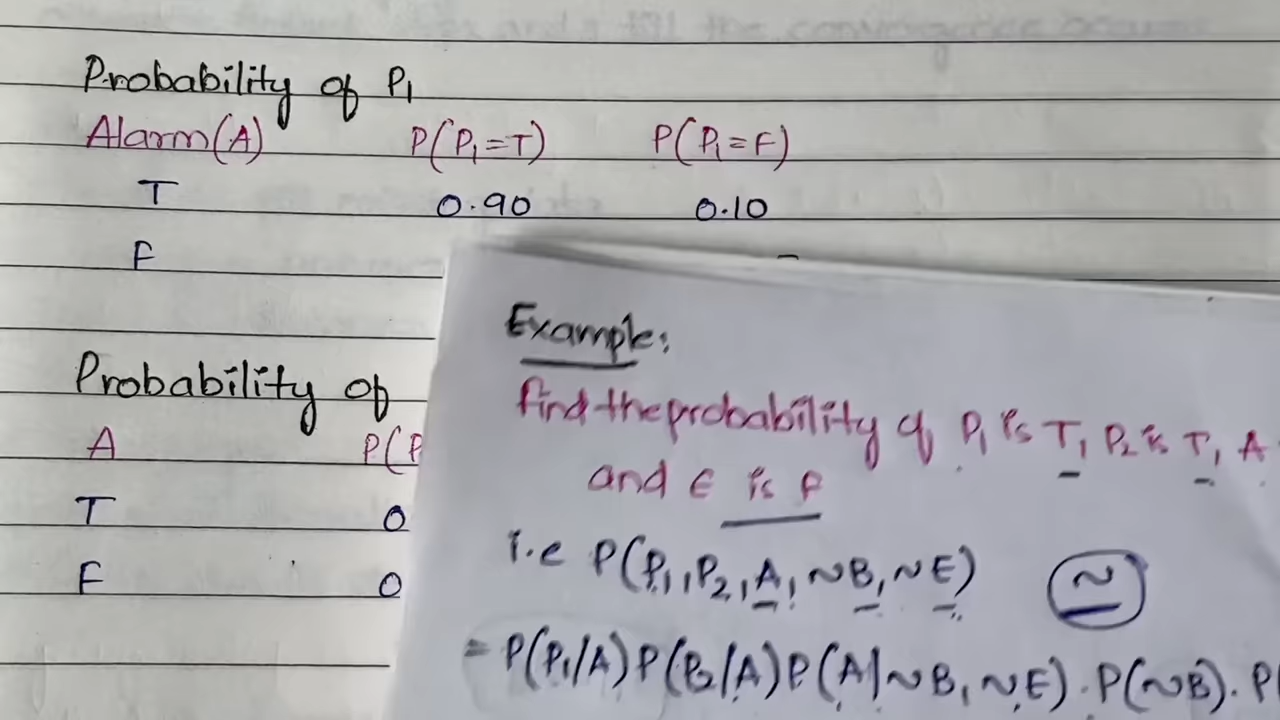 Probability of P₁
Alarm(A) P(P₁=T) P(P₁=F)
T 0.90 0.10
F
Probability of
A P(P
T 0
F 0
Example:
find the probability of P₁ is T, P₂ is T, A
and E is F
i.e P(P₁,P₂,A,~B,~E) ~
=P(P₁/A)P(P₂/A)P(A|~B,~E).P(~B).P(